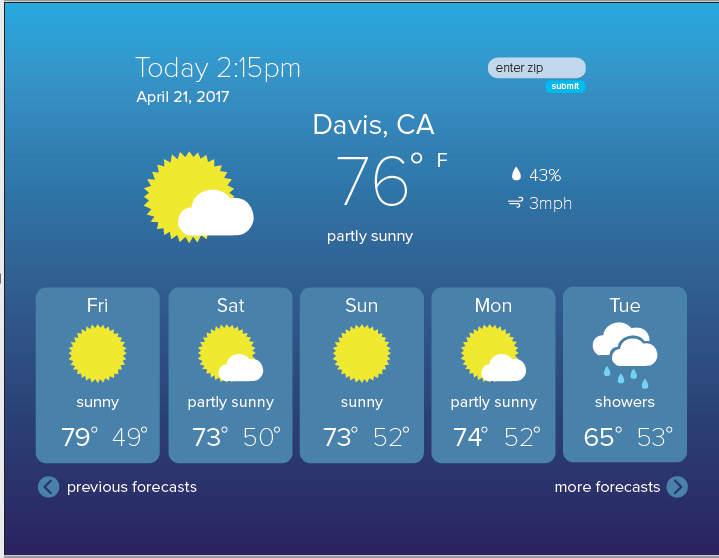 Today 2:15pm
enter zip
submit
April 21, 2017
Davis, CA
76° F
43%
3mph
partly sunny
Fri
sunny
79° 49°
Sat
partly sunny
73° 50°
Sun
sunny
73° 52°
Mon
partly sunny
74° 52°
Tue
showers
65° 53°
previous forecasts
more forecasts